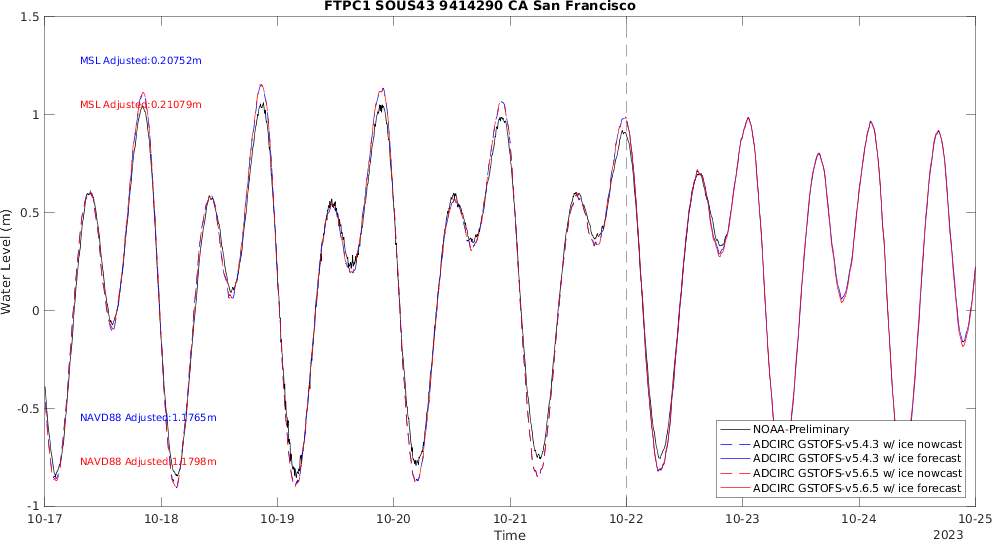 FTPC1 SOUS43 9414290 CA San Francisco
1.5
MSL Adjusted:0.20752m
MSL Adjusted:0.21079m
1
0.5
Water Level (m)
0
-0.5
NAVD88 Adjusted:1.1765m
NAVD88 Adjusted:1.1798m
NOAA-Preliminary
ADCIRC GSTOFS-v5.4.3 w/ ice nowcast
ADCIRC GSTOFS-v5.4.3 w/ ice forecast
ADCIRC GSTOFS-v5.6.5 w/ ice nowcast
ADCIRC GSTOFS-v5.6.5 w/ ice forecast
-1
10-17 10-18 10-19 10-20 10-21 10-22 10-23 10-24 10-25
Time
2023